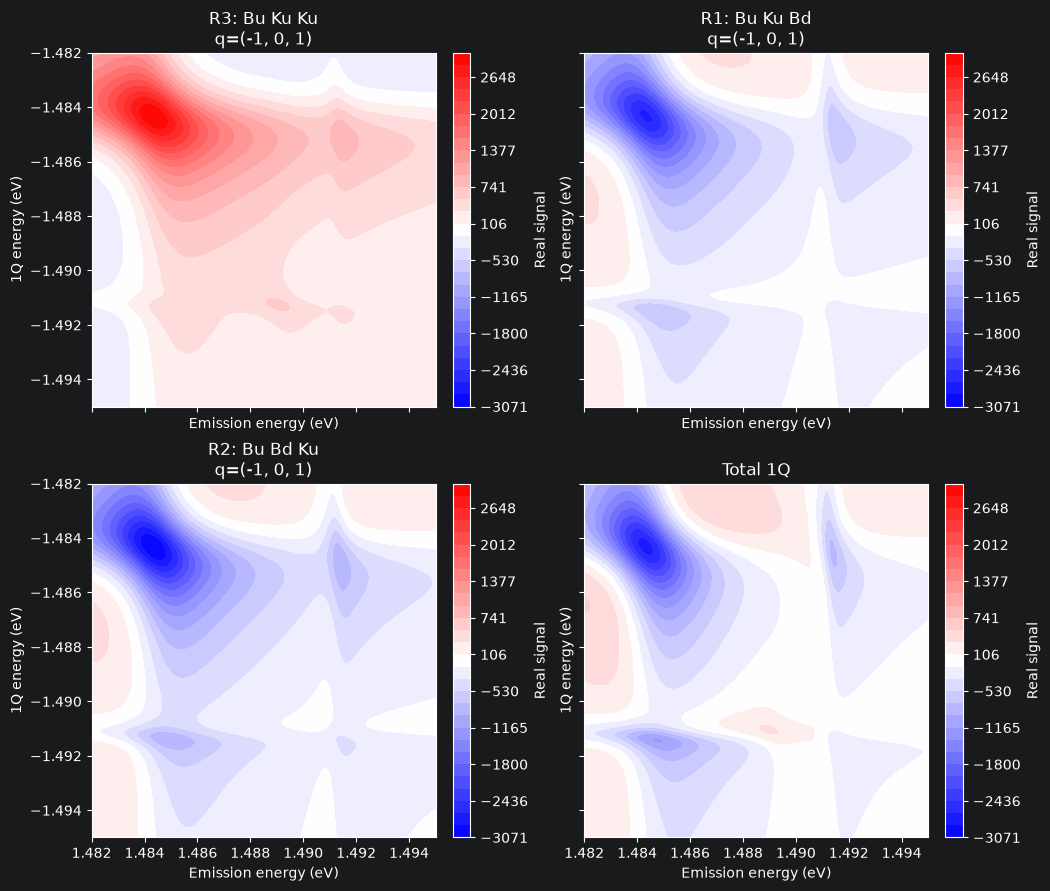 R3: Bu Ku Ku
q=(-1, 0, 1)
−1.482
−1.484
−1.486
−1.488
−1.490
−1.492
−1.494
1Q energy (eV)
Emission energy (eV)
2648
2012
1377
741
106
−530
−1165
−1800
−2436
−3071
Real signal
R1: Bu Ku Bd
q=(-1, 0, 1)
1Q energy (eV)
Emission energy (eV)
2648
2012
1377
741
106
−530
−1165
−1800
−2436
−3071
Real signal
R2: Bu Bd Ku
q=(-1, 0, 1)
−1.482
−1.484
−1.486
−1.488
−1.490
−1.492
−1.494
1Q energy (eV)
1.482 1.484 1.486 1.488 1.490 1.492 1.494
Emission energy (eV)
2648
2012
1377
741
106
−530
−1165
−1800
−2436
−3071
Real signal
Total 1Q
1Q energy (eV)
1.482 1.484 1.486 1.488 1.490 1.492 1.494
Emission energy (eV)
2648
2012
1377
741
106
−530
−1165
−1800
−2436
−3071
Real signal